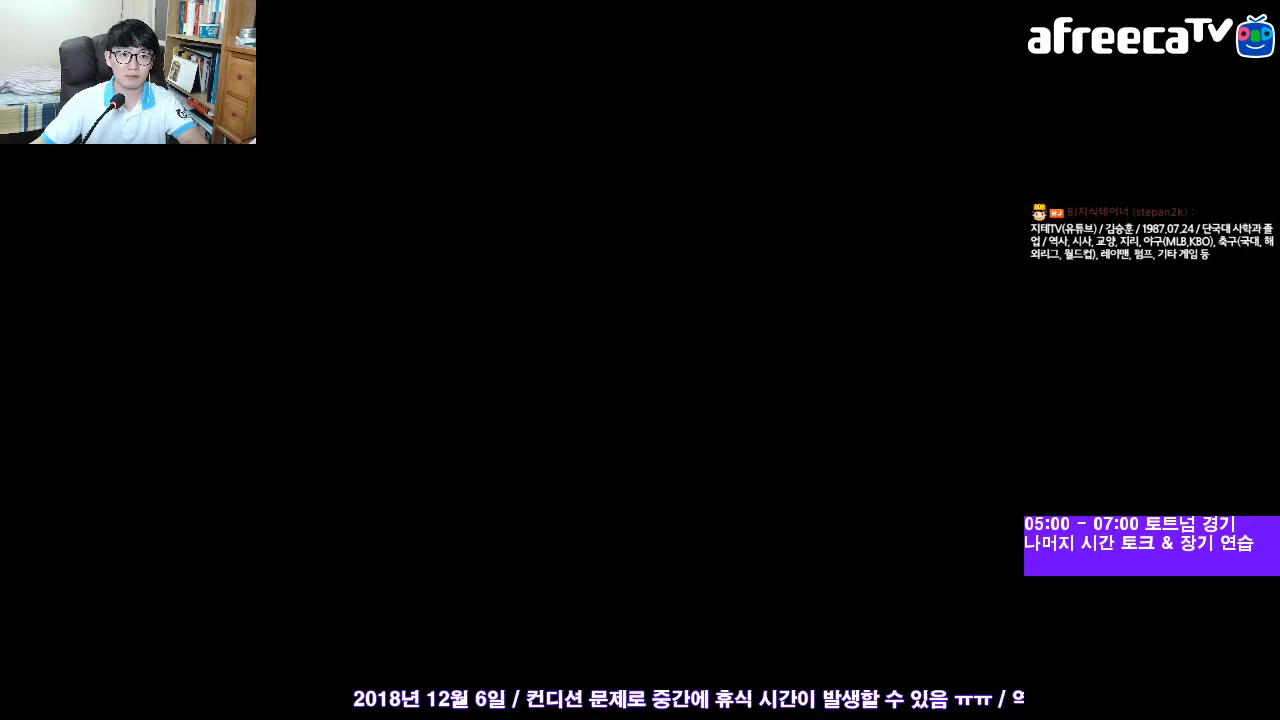 afreecaTV
BJ지식테이너 (stepan2k) :
지테TV(유튜브) / 김승훈 / 1987.07.24 / 단국대 사학과 졸
업 / 역사, 시사, 교양, 지리, 야구(MLB,KBO), 축구(국대, 해
외리그, 월드컵), 레이맨, 펌프, 기타 게임 등
05:00 - 07:00 토트넘 경기
나머지 시간 토크 & 장기 연습
2018년 12월 6일 / 컨디션 문제로 중간에 휴식 시간이 발생할 수 있음 ㅠㅠ /